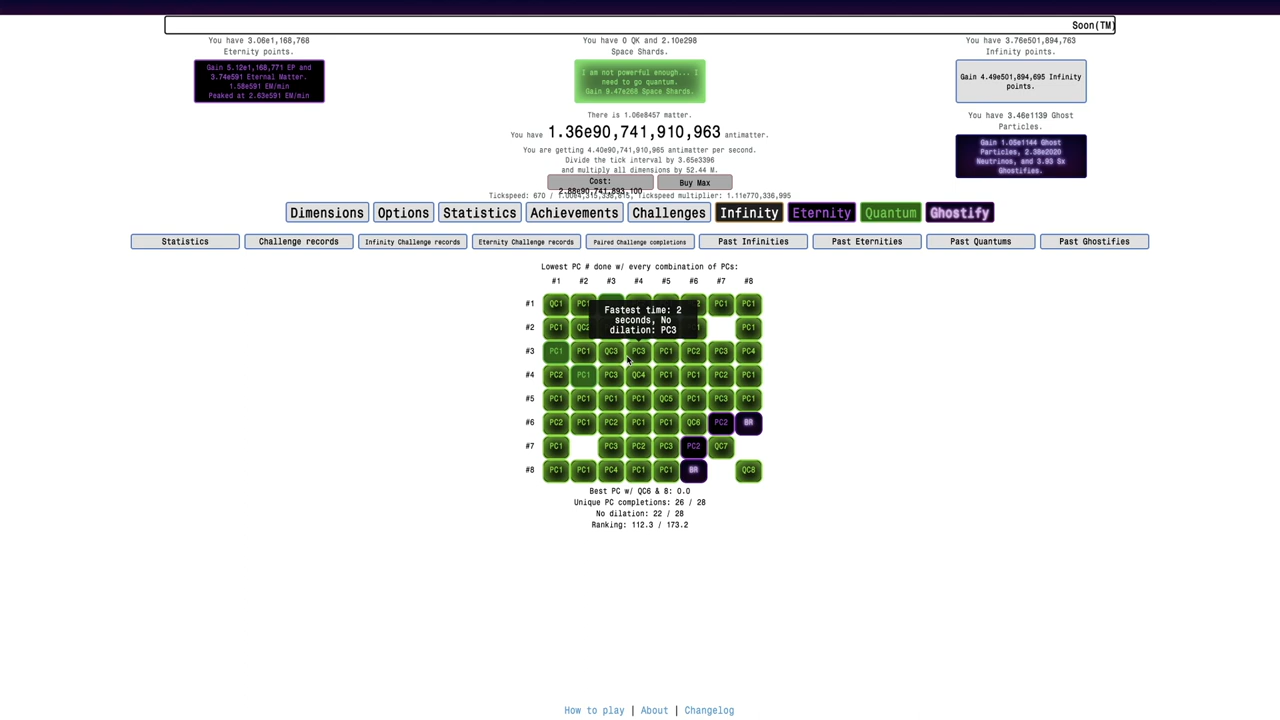 Soon(TM)
You have 3.06e1,168,768
Eternity points.
Gain 5.12e1,168,771 EP and
3.74e591 Eternal Matter.
1.58e591 EM/min
Peaked at 2.63e591 EM/min
You have 0 QK and 2.10e298
Space Shards.
I am not powerful enough... I
need to go quantum.
Gain 9.47e268 Space Shards.
You have 3.76e501,894,763
Infinity points.
Gain 4.49e501,894,695 Infinity
points.
You have 3.46e1139 Ghost
Particles.
Gain 1.05e1144 Ghost
Particles, 2.38e2020
Neutrinos, and 3.93 Sx
Ghostifies.
There is 1.06e8457 matter.
You have 1.36e90,741,910,963 antimatter.
You are getting 4.40e90,741,910,965 antimatter per second.
Divide the tick interval by 3.65e3396
and multiply all dimensions by 52.44 M.
Cost:
2.88e90,741,893,100
Buy Max
Tickspeed: 670 / Tickspeed multiplier: 1.11e770,336,995
Dimensions Options Statistics Achievements Challenges Infinity Eternity Quantum Ghostify
Statistics Challenge records Infinity Challenge records Eternity Challenge records Paired Challenge completions Past Infinities Past Eternities Past Quantums Past Ghostifies
Lowest PC # done w/ every combination of PCs:
#1 #2 #3 #4 #5 #6 #7 #8
#1 QC1 PC1 PC1
Fastest time: 2
seconds, No
dilation: PC3
#2 PC1 PC1
#3 PC1 PC1 QC3 PC3 PC1 PC2 PC3 PC4
#4 PC2 PC1 PC3 QC4 PC1 PC1 PC2 PC1
#5 PC1 PC1 PC1 PC1 QC5 PC1 PC3 PC1
#6 PC2 PC1 PC2 PC1 PC1 QC6 PC2 BR
#7 PC1 PC3 PC2 PC3 PC2 QC7
#8 PC1 PC1 PC4 PC1 PC1 BR QC8
Best PC w/ QC6 & 8: 0.0
Unique PC completions: 26 / 28
No dilation: 22 / 28
Ranking: 112.3 / 173.2
How to play | About | Changelog